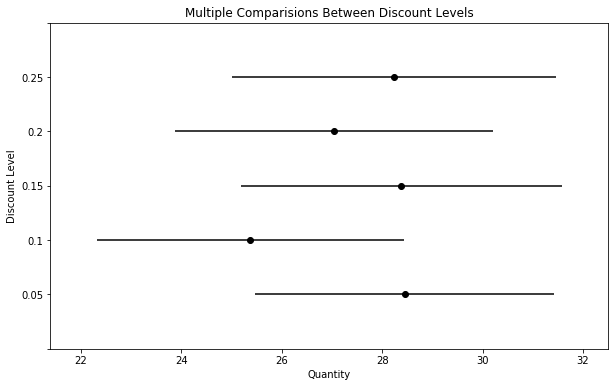 Multiple Comparisions Between Discount Levels
0.25
0.2
0.15
0.1
0.05
Discount Level
22 24 26 28 30 32
Quantity